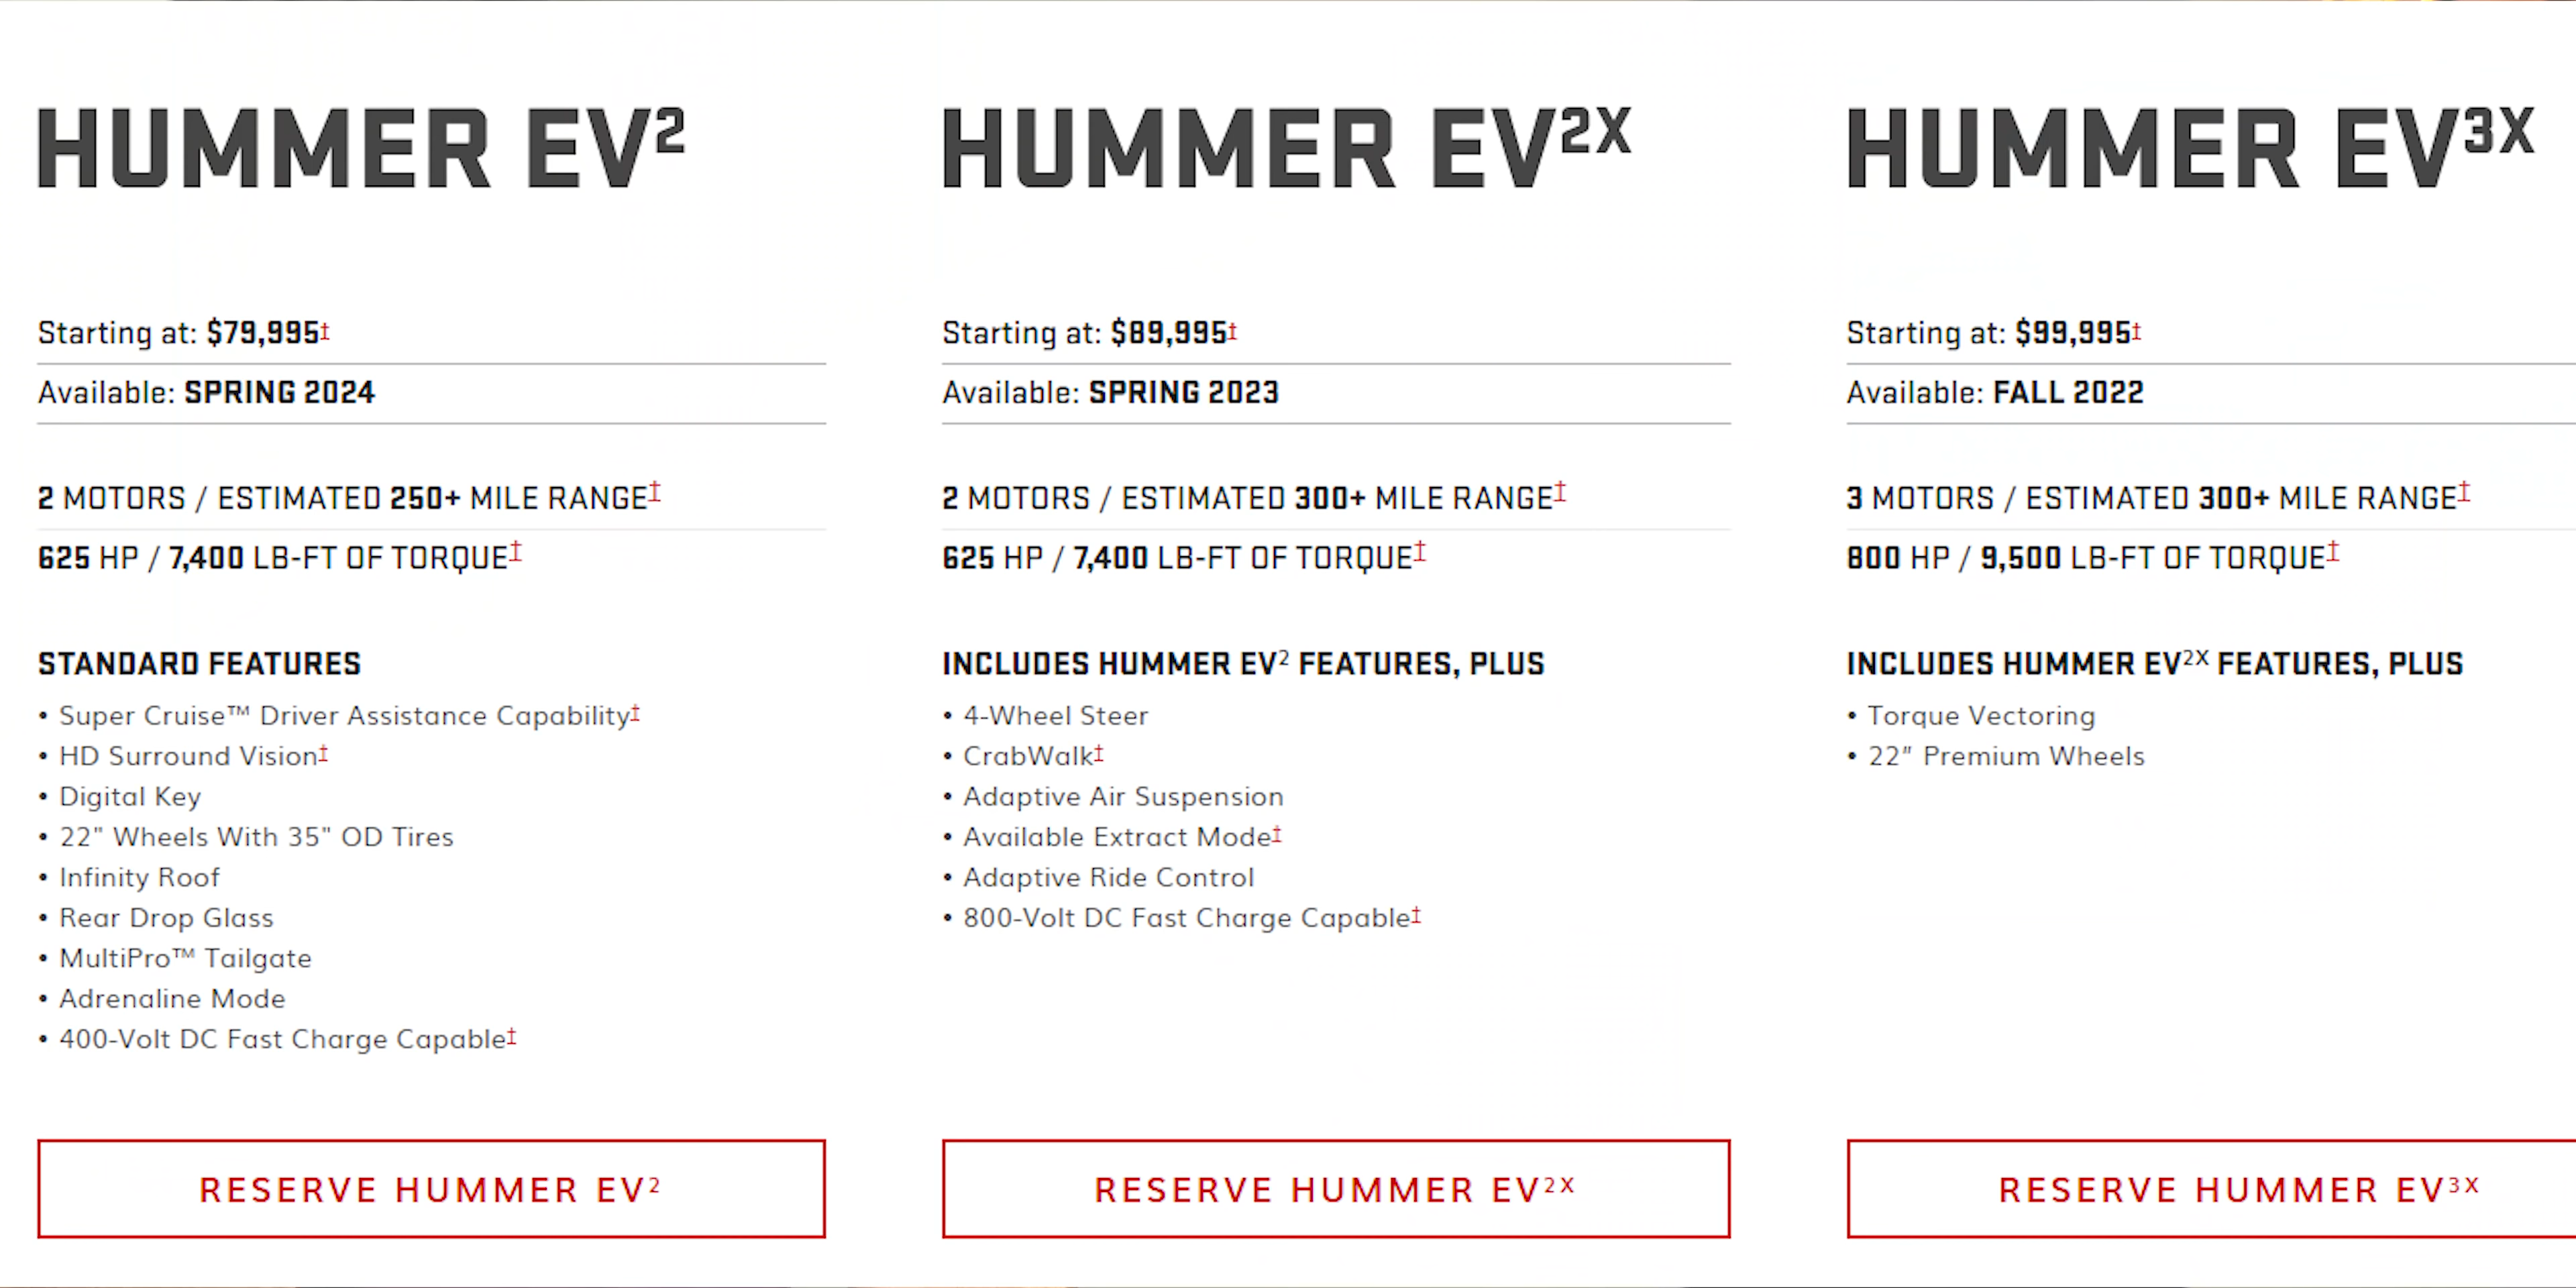 HUMMER EV²
Starting at: $79,995‡
Available: SPRING 2024
2 MOTORS / ESTIMATED 250+ MILE RANGE‡
625 HP / 7,400 LB-FT OF TORQUE‡
STANDARD FEATURES
• Super Cruise™ Driver Assistance Capability‡
• HD Surround Vision‡
• Digital Key
• 22" Wheels With 35" OD Tires
• Infinity Roof
• Rear Drop Glass
• MultiPro™ Tailgate
• Adrenaline Mode
• 400-Volt DC Fast Charge Capable‡
RESERVE HUMMER EV²
HUMMER EV²ˣ
Starting at: $89,995‡
Available: SPRING 2023
2 MOTORS / ESTIMATED 300+ MILE RANGE‡
625 HP / 7,400 LB-FT OF TORQUE‡
INCLUDES HUMMER EV² FEATURES, PLUS
• 4-Wheel Steer
• CrabWalk‡
• Adaptive Air Suspension
• Available Extract Mode‡
• Adaptive Ride Control
• 800-Volt DC Fast Charge Capable‡
RESERVE HUMMER EV²ˣ
HUMMER EV³ˣ
Starting at: $99,995‡
Available: FALL 2022
3 MOTORS / ESTIMATED 300+ MILE RANGE‡
800 HP / 9,500 LB-FT OF TORQUE‡
INCLUDES HUMMER EV²ˣ FEATURES, PLUS
• Torque Vectoring
• 22" Premium Wheels
RESERVE HUMMER EV³ˣ